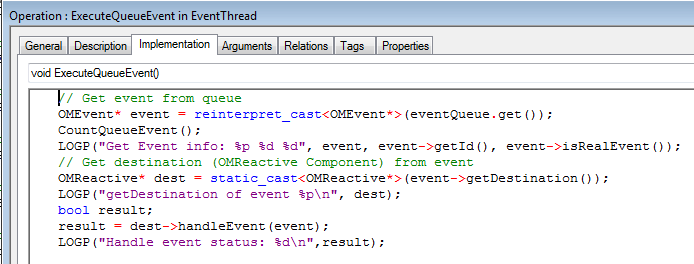 Operation : ExecuteQueueEvent in EventThread
General Description Implementation Arguments Relations Tags Properties
void ExecuteQueueEvent()
// Get event from queue
OMEvent* event = reinterpret_cast<OMEvent*>(eventQueue.get());
CountQueueEvent();
LOGP("Get Event info: %p %d %d", event, event->getId(), event->isRealEvent());
// Get destination (OMReactive Component) from event
OMReactive* dest = static_cast<OMReactive*>(event->getDestination());
LOGP("getDestination of event %p\n", dest);
bool result;
result = dest->handleEvent(event);
LOGP("Handle event status: %d\n",result);